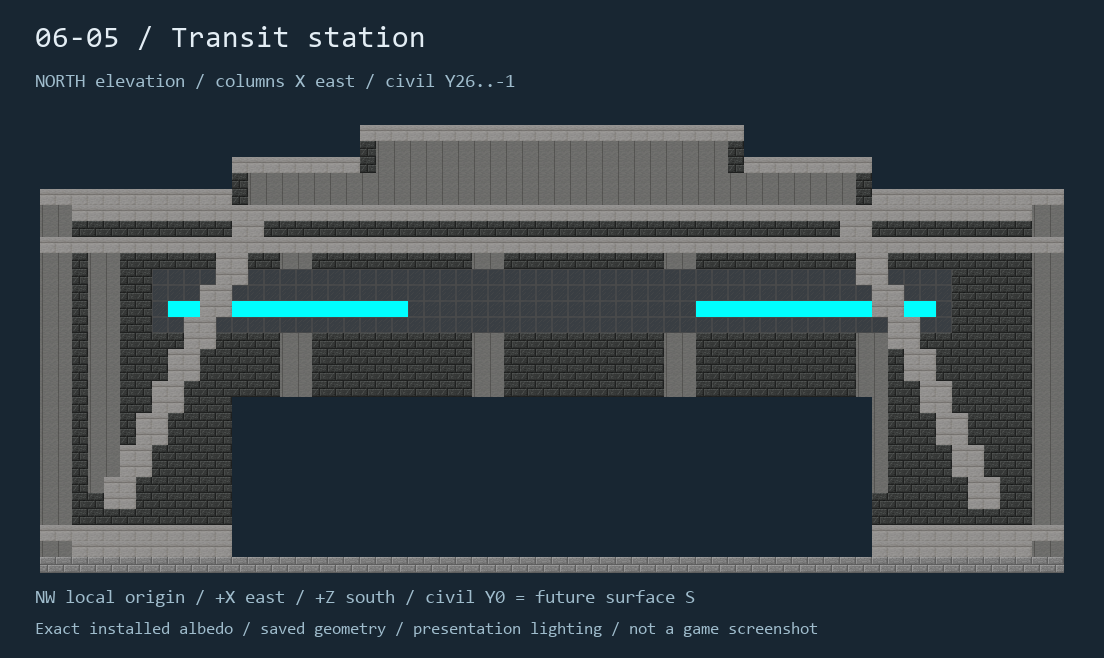 06-05 / Transit station
NORTH elevation / columns X east / civil Y26..-1
NW local origin / +X east / +Z south / civil Y0 = future surface S
Exact installed albedo / saved geometry / presentation lighting / not a game screenshot